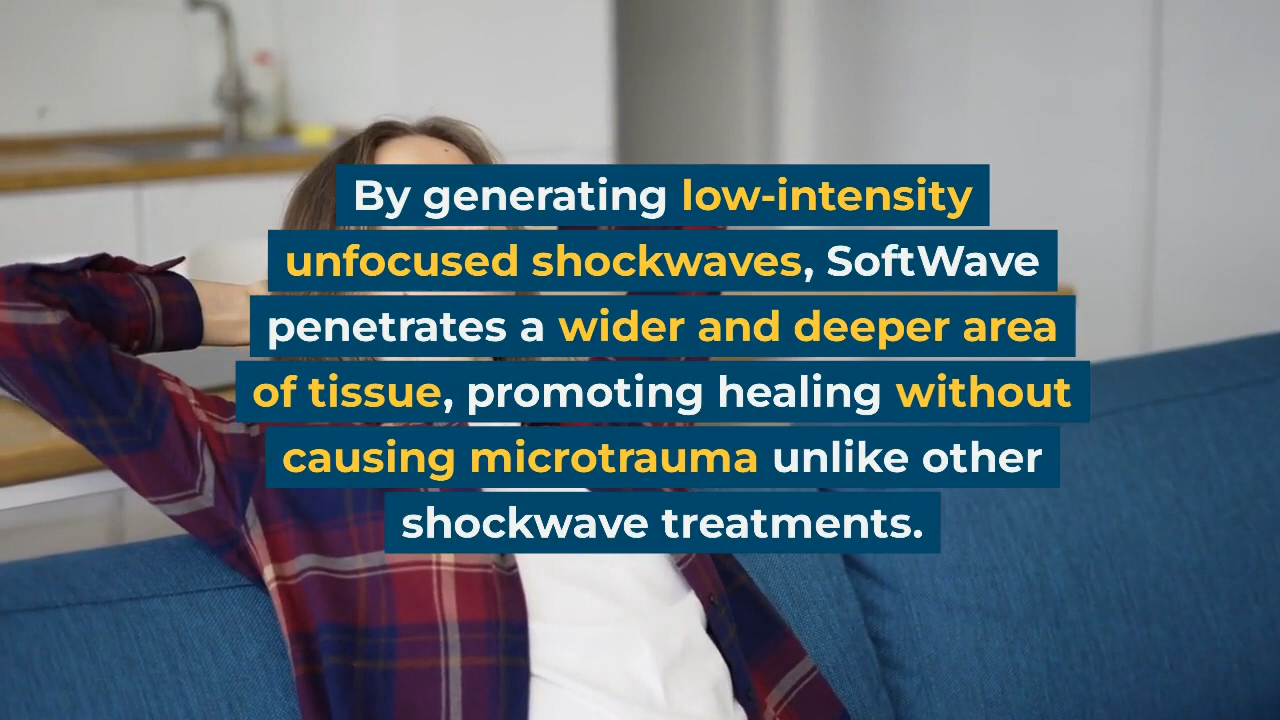 By generating low-intensity
unfocused shockwaves, SoftWave
penetrates a wider and deeper area
of tissue, promoting healing without
causing microtrauma unlike other
shockwave treatments.